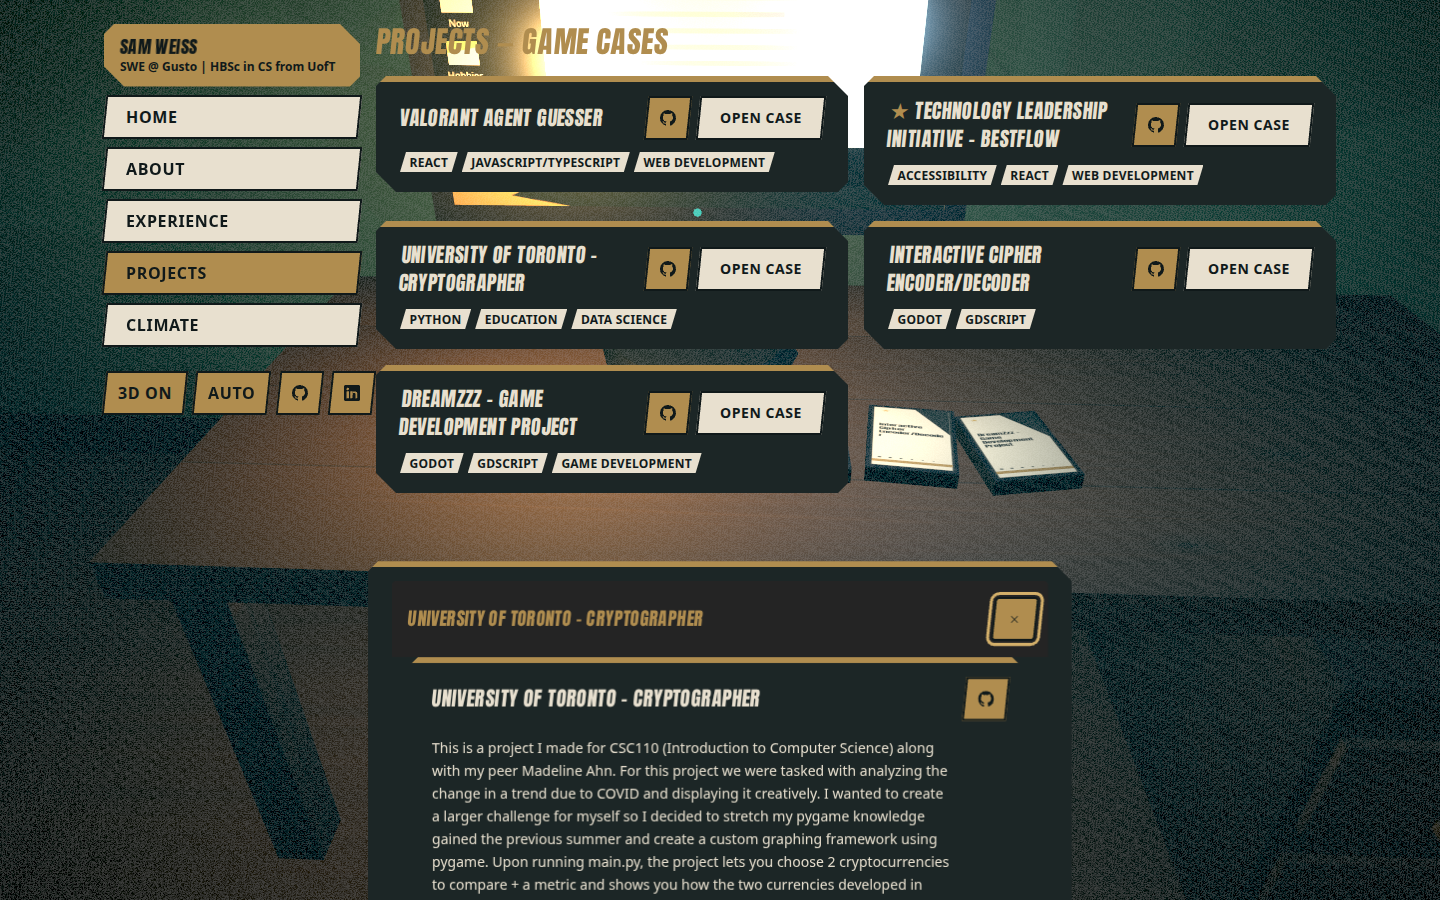 SAM WEISS
SWE @ Gusto | HBSc in CS from UofT
HOME
ABOUT
EXPERIENCE
PROJECTS
CLIMATE
3D ON
AUTO
Now
Hobbies
PROJECTS - GAME CASES
VALORANT AGENT GUESSER
OPEN CASE
REACT
JAVASCRIPT/TYPESCRIPT
WEB DEVELOPMENT
★ TECHNOLOGY LEADERSHIP
INITIATIVE - BESTFLOW
OPEN CASE
ACCESSIBILITY
REACT
WEB DEVELOPMENT
UNIVERSITY OF TORONTO -
CRYPTOGRAPHER
OPEN CASE
PYTHON
EDUCATION
DATA SCIENCE
INTERACTIVE CIPHER
ENCODER/DECODER
OPEN CASE
GODOT
GDSCRIPT
DREAMZZZ - GAME
DEVELOPMENT PROJECT
OPEN CASE
GODOT
GDSCRIPT
GAME DEVELOPMENT
Dreamzzz -
Game
Development
Project
UNIVERSITY OF TORONTO - CRYPTOGRAPHER
×
UNIVERSITY OF TORONTO - CRYPTOGRAPHER
This is a project I made for CSC110 (Introduction to Computer Science) along
with my peer Madeline Ahn. For this project we were tasked with analyzing the
change in a trend due to COVID and displaying it creatively. I wanted to create
a larger challenge for myself so I decided to stretch my pygame knowledge
gained the previous summer and create a custom graphing framework using
pygame. Upon running main.py, the project lets you choose 2 cryptocurrencies
to compare + a metric and shows you how the two currencies developed in